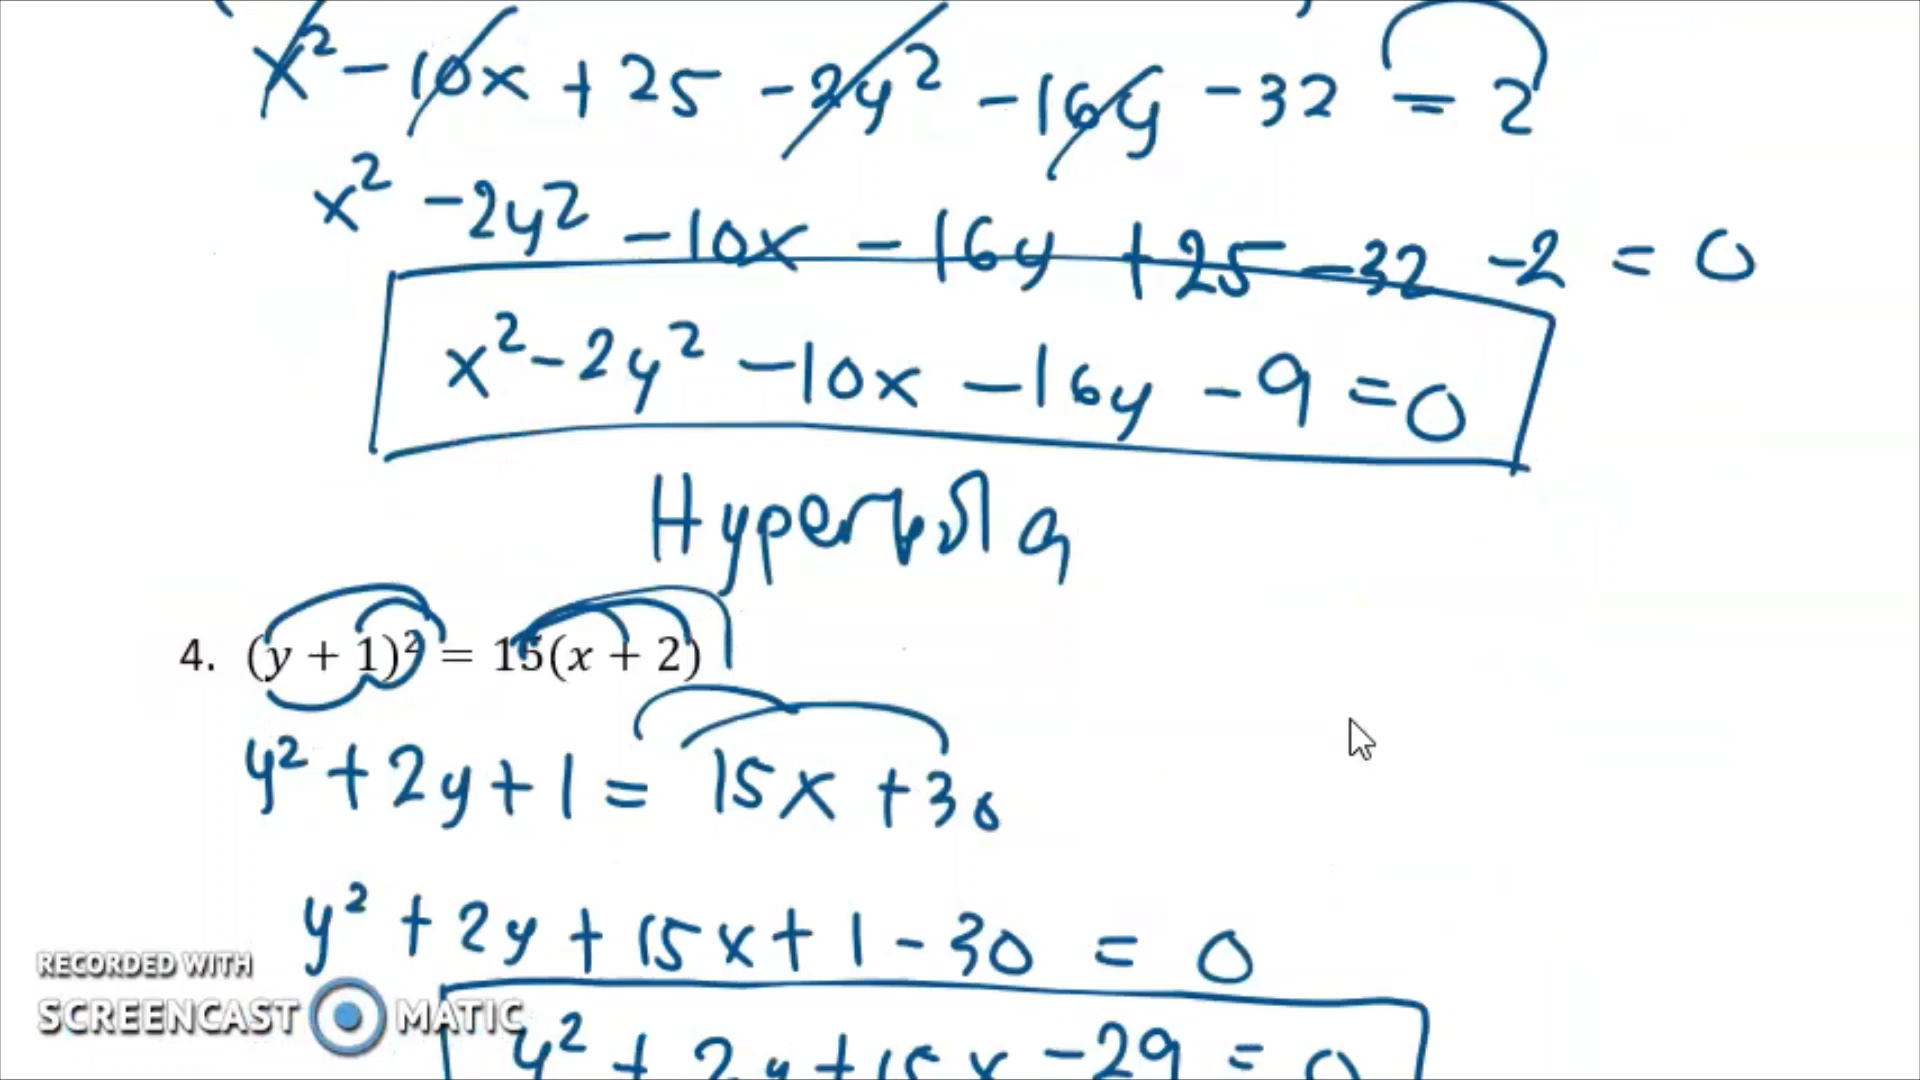 x² - 10x + 25 - 2y² - 16y - 32 = 2
x² - 2y² - 10x - 16y + 25 - 32 - 2 = 0
x² - 2y² - 10x - 16y - 9 = 0
Hyperbola
4. (y + 1)² = 15(x + 2)
y² + 2y + 1 = 15x + 30
y² + 2y + 15x + 1 - 30 = 0
y² + 2y + 15x - 29 = 0
RECORDED WITH
SCREENCAST MATIC